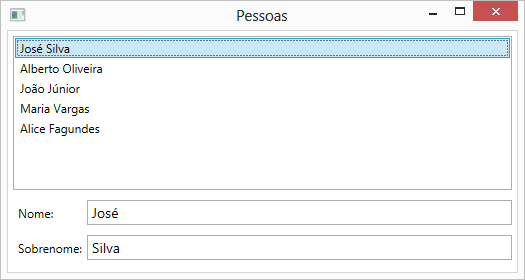 Pessoas
José Silva
Alberto Oliveira
João Júnior
Maria Vargas
Alice Fagundes
Nome: José
Sobrenome: Silva